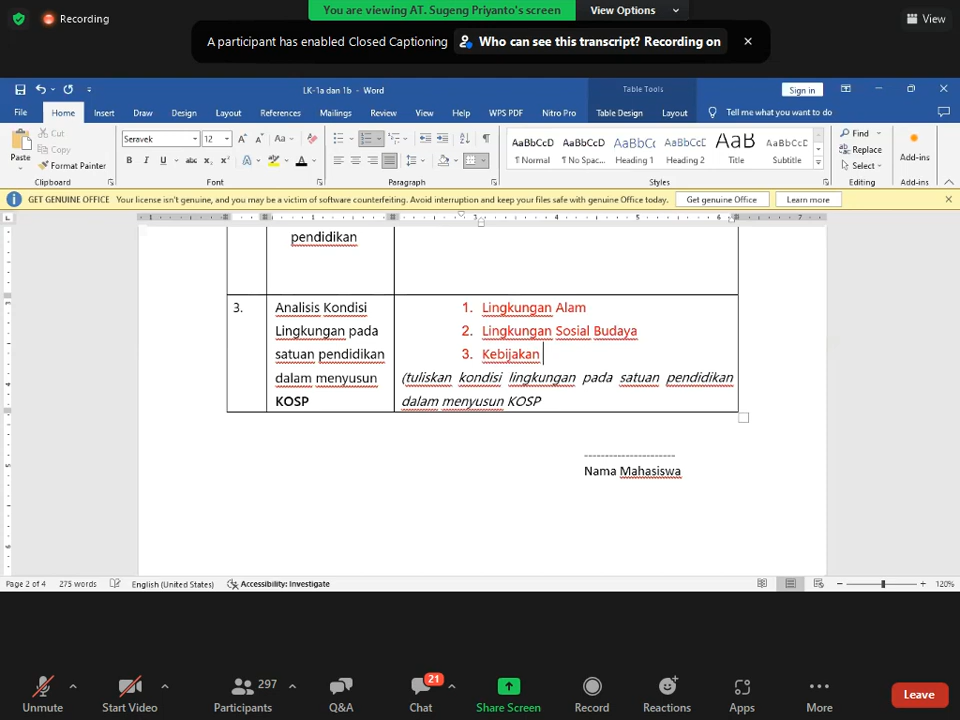 Recording
You are viewing AT. Sugeng Priyanto's screen
View Options
View
A participant has enabled Closed Captioning
Who can see this transcript? Recording on
LK-1a dan 1b - Word
Table Tools
Sign in
File Home Insert Draw Design Layout References Mailings Review View Help WPS PDF Nitro Pro Table Design Layout Tell me what you want to do
Paste
Cut
Copy
Format Painter
Clipboard
Seravek 12
Font
Paragraph
AaBbCcD AaBbCcD AaBbC AaBbCcD AaB AaBbCcD
¶ Normal ¶ No Spac... Heading 1 Heading 2 Title Subtitle
Styles
Find
Replace
Select
Editing
Add-ins
Add-ins
GET GENUINE OFFICE Your license isn't genuine, and you may be a victim of software counterfeiting. Avoid interruption and keep your files safe with genuine Office today.
Get genuine Office
Learn more
pendidikan
3.
Analisis Kondisi
Lingkungan pada
satuan pendidikan
dalam menyusun
KOSP
1. Lingkungan Alam
2. Lingkungan Sosial Budaya
3. Kebijakan
(tuliskan kondisi lingkungan pada satuan pendidikan
dalam menyusun KOSP
----------------------
Nama Mahasiswa
Page 2 of 4 275 words English (United States) Accessibility: Investigate 120%
Unmute
Start Video
297
Participants
Q&A
21
Chat
Share Screen
Record
Reactions
Apps
More
Leave